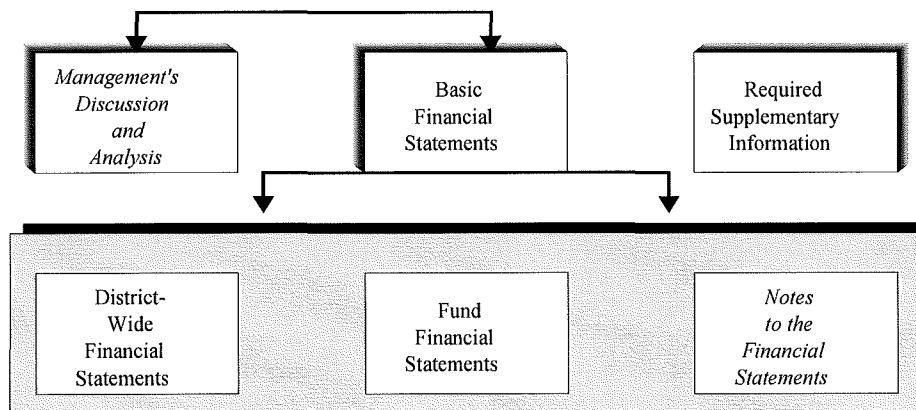 Management's
Discussion
and
Analysis
Basic
Financial
Statements
Required
Supplementary
Information
District-
Wide
Financial
Statements
Fund
Financial
Statements
Notes
to the
Financial
Statements